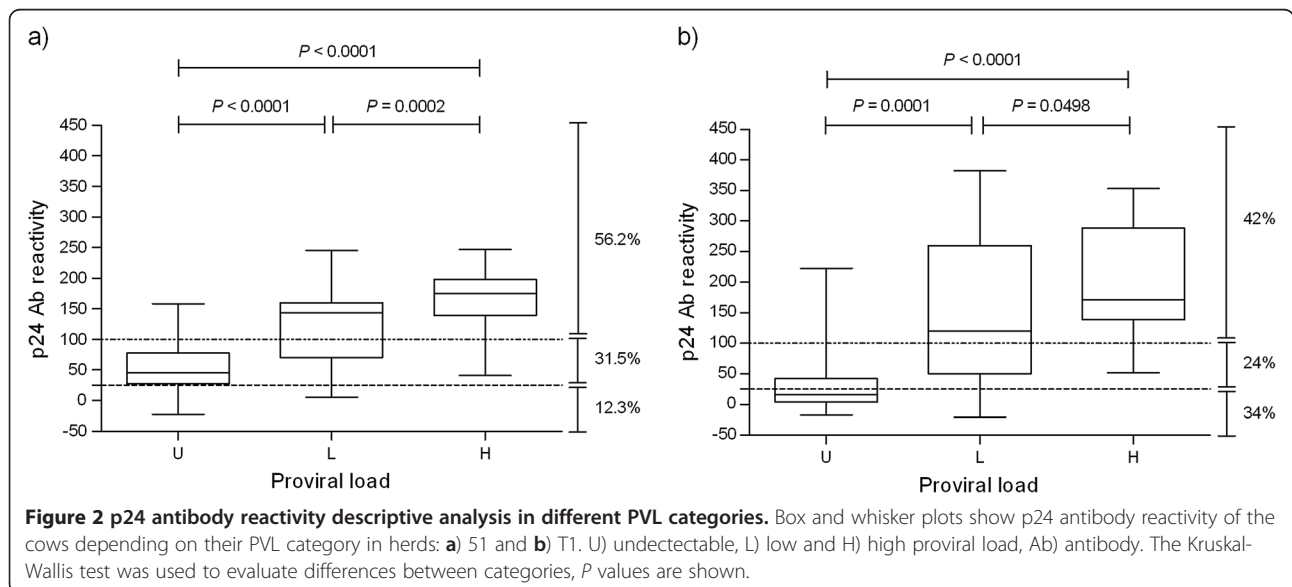 a)
P < 0.0001
P < 0.0001 P = 0.0002
450
400
350
300
250
200
150
100
50
0
-50
p24 Ab reactivity
56.2%
31.5%
12.3%
U L H
Proviral load
b)
P < 0.0001
P = 0.0001 P = 0.0498
450
400
350
300
250
200
150
100
50
0
-50
p24 Ab reactivity
42%
24%
34%
U L H
Proviral load
Figure 2 p24 antibody reactivity descriptive analysis in different PVL categories. Box and whisker plots show p24 antibody reactivity of the
cows depending on their PVL category in herds: a) 51 and b) T1. U) undectectable, L) low and H) high proviral load, Ab) antibody. The Kruskal-
Wallis test was used to evaluate differences between categories, P values are shown.